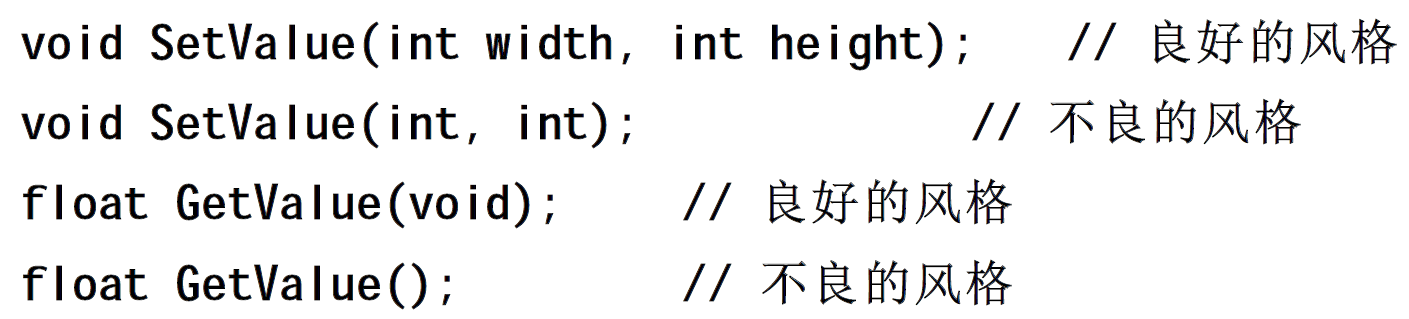 void SetValue(int width, int height); // 良好的风格
void SetValue(int, int); // 不良的风格
float GetValue(void); // 良好的风格
float GetValue(); // 不良的风格